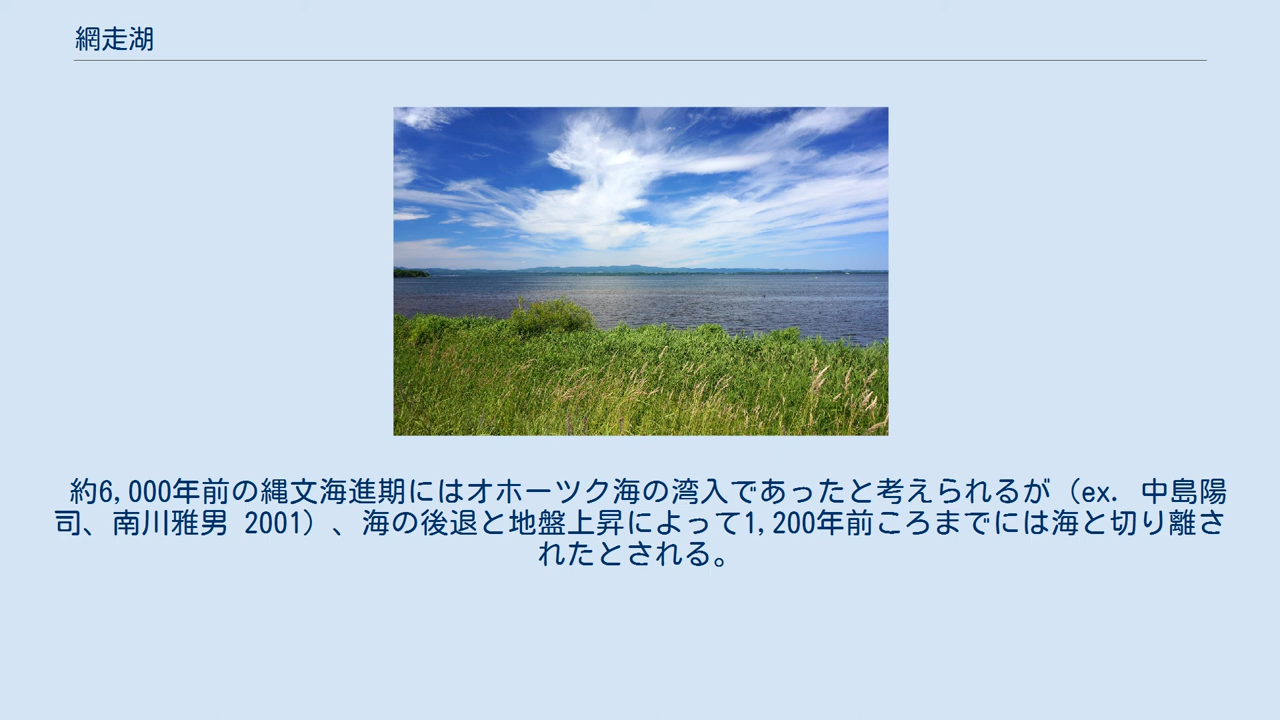 網走湖
約6,000年前の縄文海進期にはオホーツク海の湾入であったと考えられるが（ex. 中島陽
司、南川雅男 2001）、海の後退と地盤上昇によって1,200年前ころまでには海と切り離さ
れたとされる。